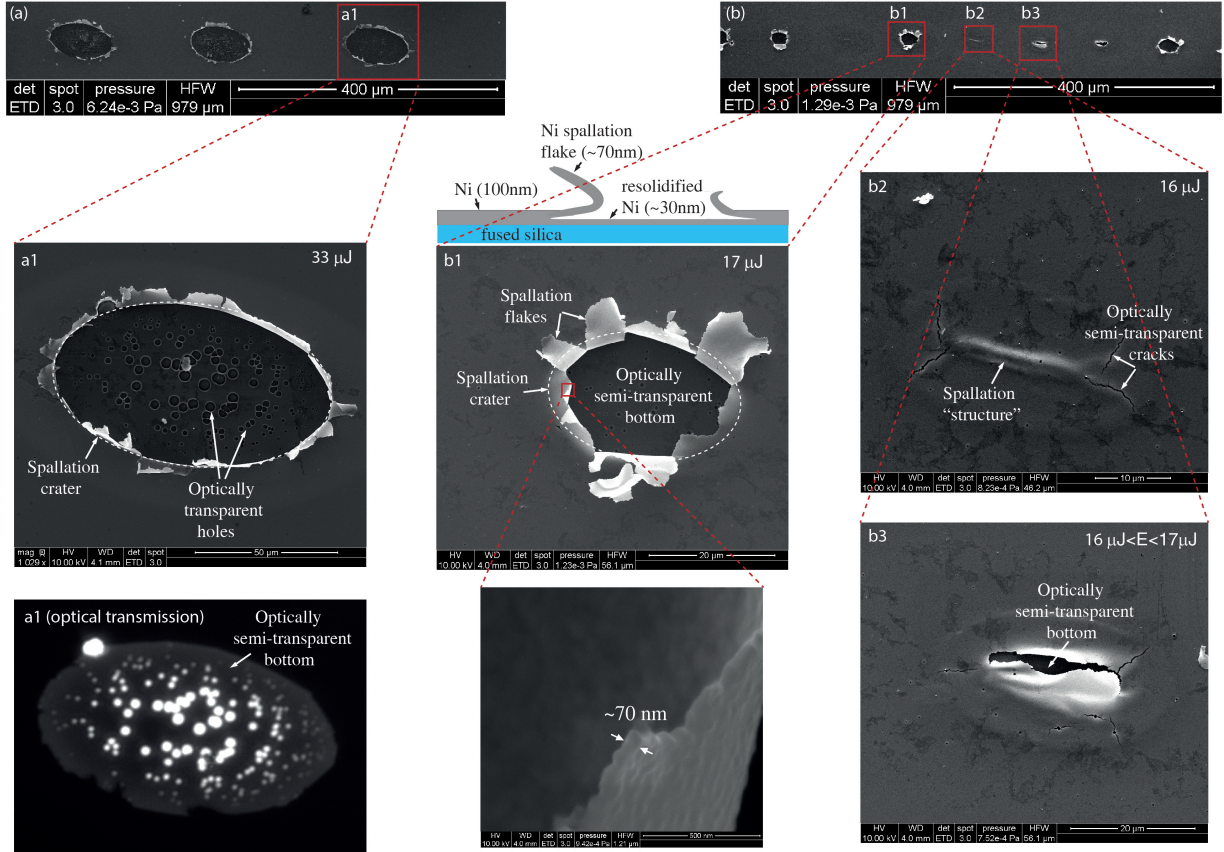 (a)
a1
det spot pressure HFW
400 μm
ETD 3.0 6.24e-3 Pa 979 μm
(b)
b1
b2
b3
det spot pressure HFW
400 μm
ETD 3.0 1.29e-3 Pa 979 μm
Ni spallation
flake (~70nm)
Ni (100nm)
resolidified
Ni (~30nm)
fused silica
a1
33 μJ
Spallation
crater
Optically
transparent
holes
mag HV WD det spot
50 μm
1 029 x 10.00 kV 4.1 mm ETD 3.0
b1
17 μJ
Spallation
flakes
Spallation
crater
Optically
semi-transparent
bottom
HV WD det spot pressure HFW
20 μm
10.00 kV 4.0 mm ETD 3.0 1.23e-3 Pa 56.1 μm
b2
16 μJ
Optically
semi-transparent
cracks
Spallation
“structure”
HV WD det spot pressure HFW
10 μm
10.00 kV 4.0 mm ETD 3.0 8.23e-4 Pa 46.2 μm
a1 (optical transmission)
Optically
semi-transparent
bottom
~70 nm
HV WD det spot pressure HFW
500 nm
10.00 kV 4.0 mm ETD 3.0 9.42e-4 Pa 1.21 μm
b3
16 μJ<E<17μJ
Optically
semi-transparent
bottom
HV WD det spot pressure HFW
20 μm
10.00 kV 4.0 mm ETD 3.0 7.52e-4 Pa 56.1 μm